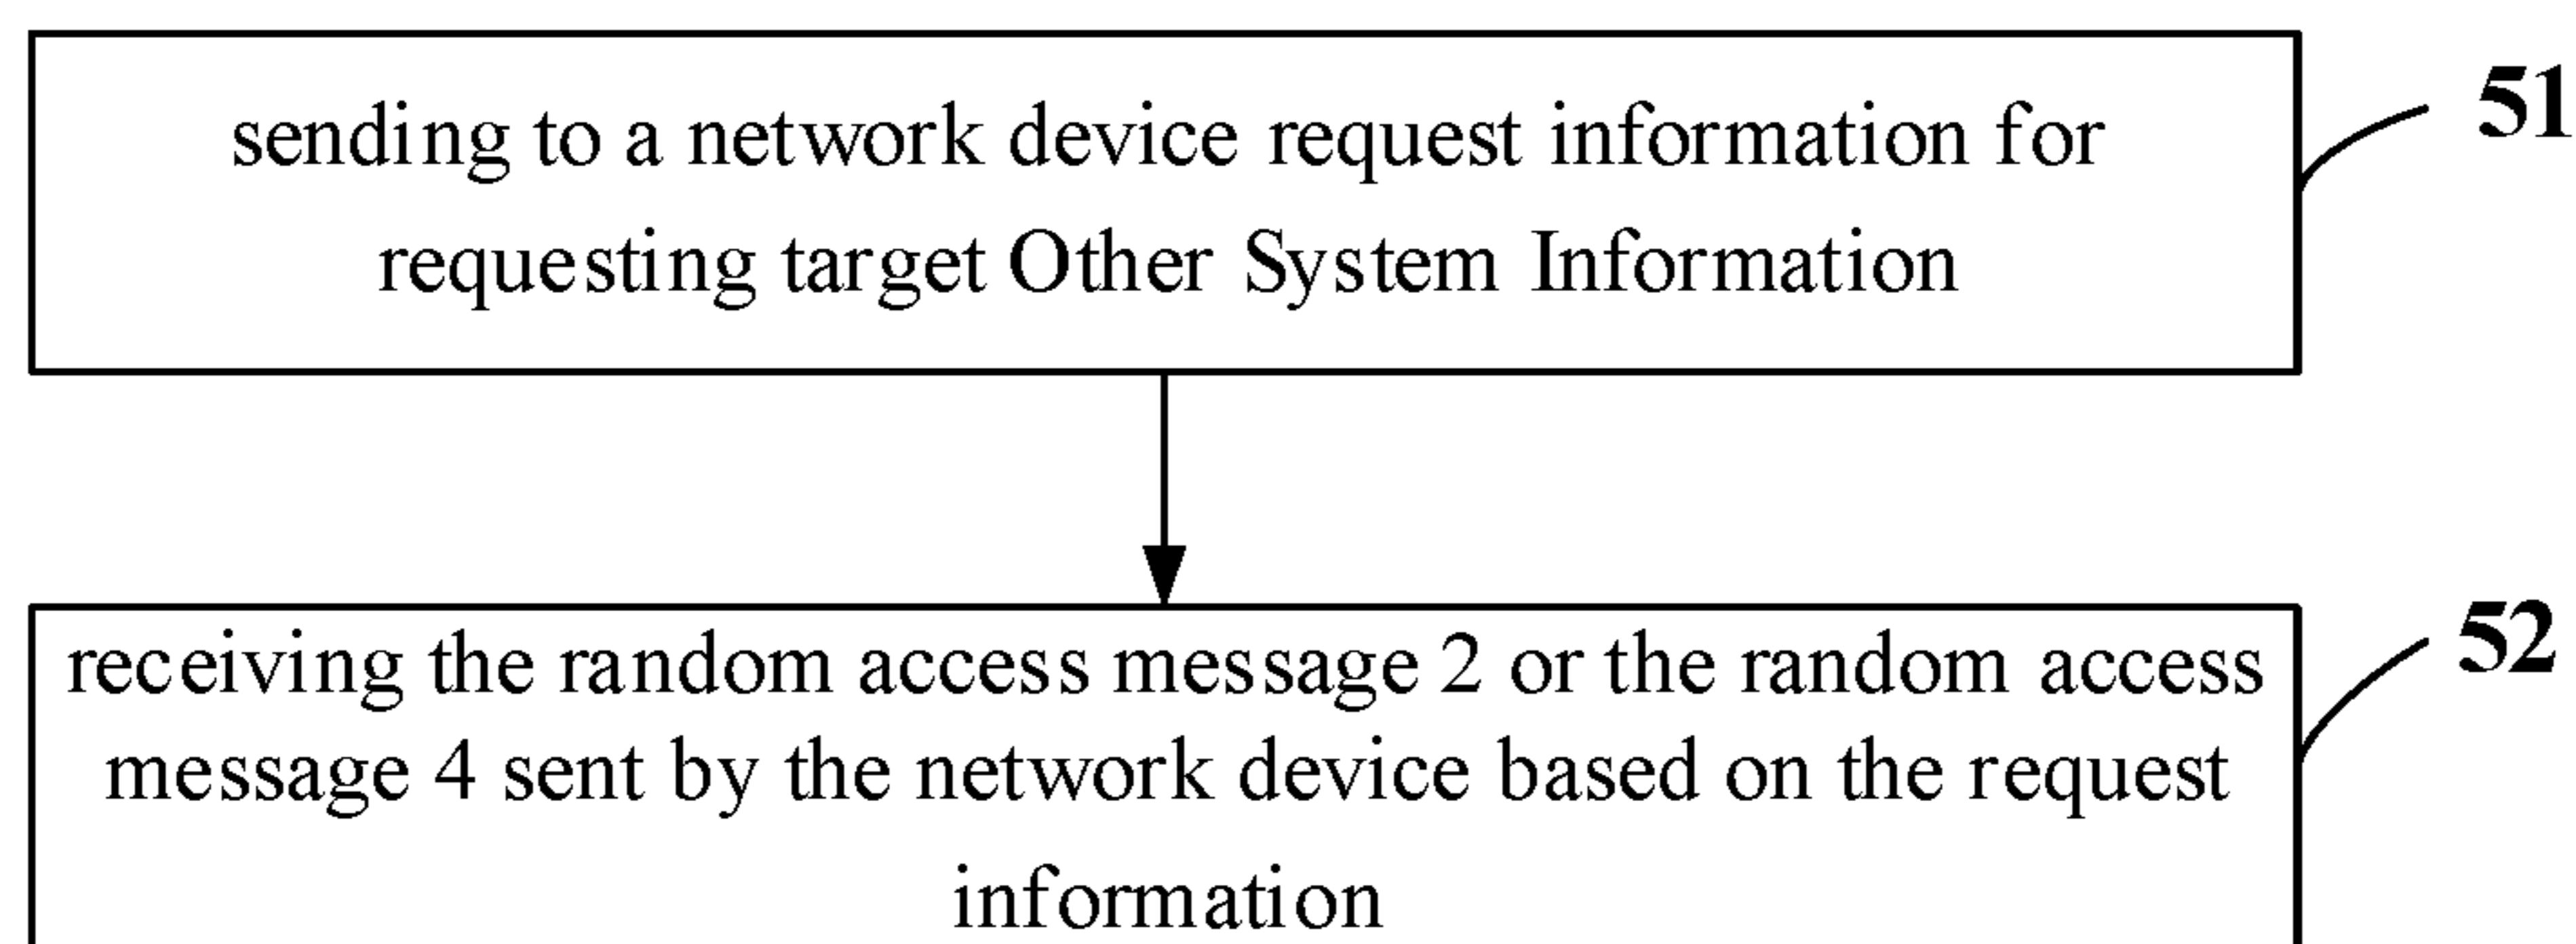 sending to a network device request information for
51
requesting target Other System Information
receiving the random access message 2 or the random access
52
message 4 sent by the network device based on the request
information